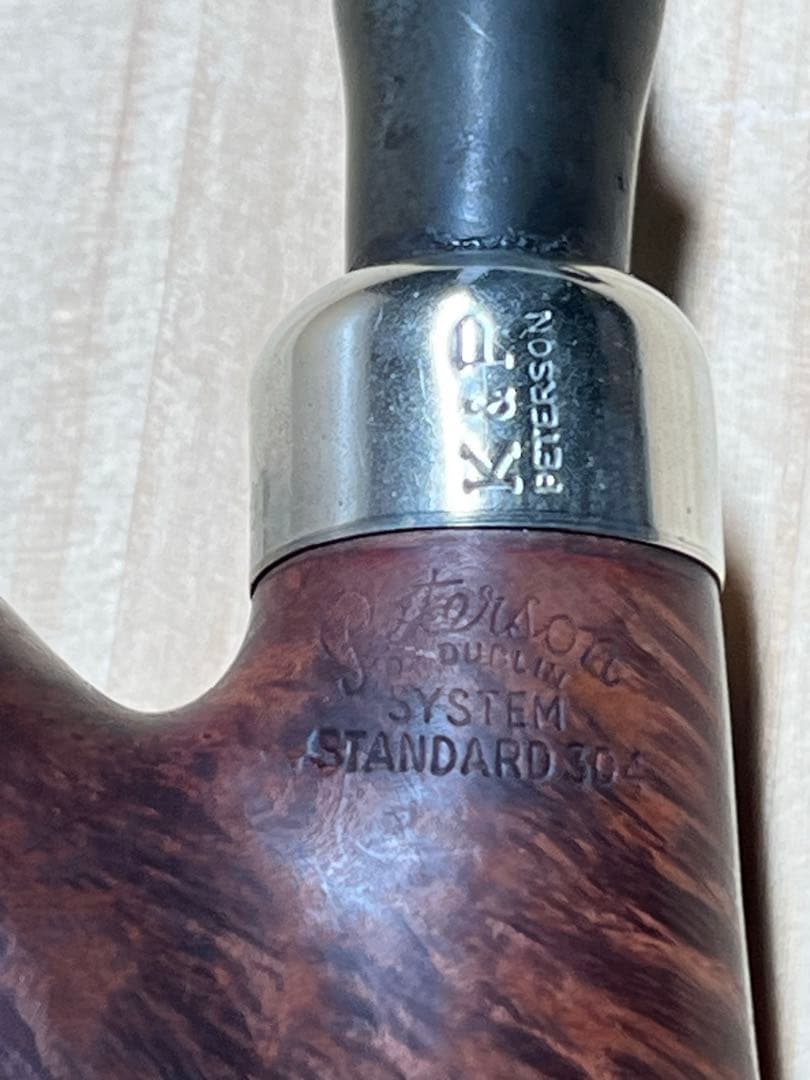 K & P
PETERSON
Peterson
OF DUBLIN
SYSTEM
STANDARD 304